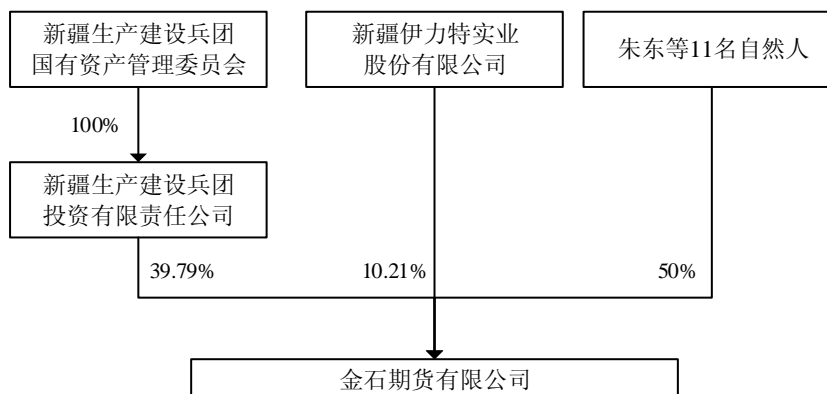 新疆生产建设兵团
国有资产管理委员会
新疆伊力特实业
股份有限公司
朱东等11名自然人
100%
新疆生产建设兵团
投资有限责任公司
39.79%
10.21%
50%
金石期货有限公司